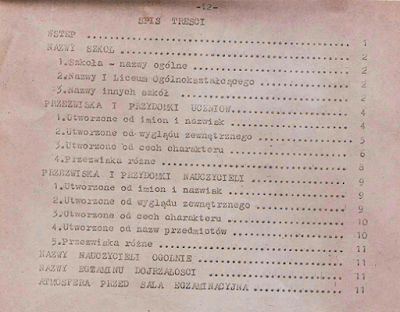 -12-
SPIS TREŚCI
WSTĘP ........ 1
NAZWY SZKÓŁ ........ 2
1.Szkoła - nazwy ogólne ........ 2
2.Nazwy I Liceum Ogólnokształcącego ........ 2
3.Nazwy innych szkół ........ 2
PRZEZWISKA I PRZYDOMKI UCZNIÓW........ 4
1.Utworzone od imion i nazwisk ........ 4
2.Utworzone od wyglądu zewnętrznego ........ 5
3.Utworzone od cech charakteru ........ 6
4.Przezwiska różne ........ 8
PRZEZWISKA I PRZYDOMKI NAUCZYCIELI ........ 9
1.Utworzone od imion i nazwisk ........ 9
2.Utworzone od wyglądu zewnętrznego ........ 9
3.Utworzone od cech charakteru ........ 10
4.Utworzone od nazw przedmiotów ........ 10
5.Przezwiska różne ........ 11
NAZWY NAUCZYCIELI OGÓLNIE ........ 11
NAZWY EGZAMINU DOJRZAŁOŚCI ........ 11
ATMOSFERA PRZED SALĄ EGZAMINACYJNĄ ........ 11